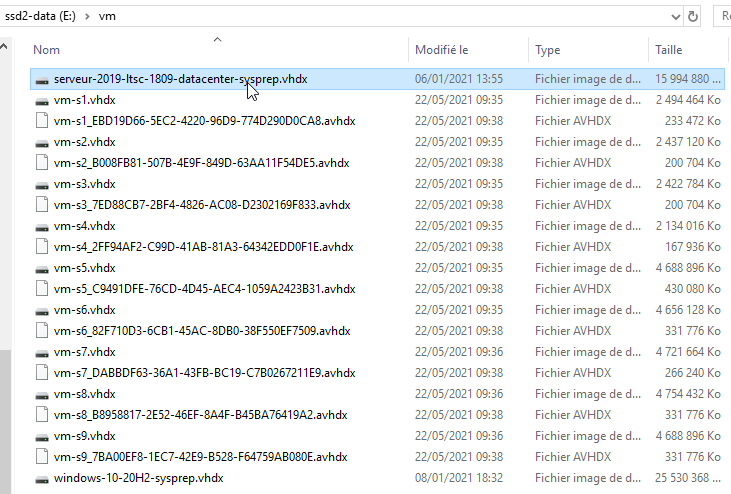 ssd2-data (E:) > vm
Nom Modifié le Type Taille
serveur-2019-ltsc-1809-datacenter-sysprep.vhdx 06/01/2021 13:55 Fichier image de d... 15 994 880 ...
vm-s1.vhdx 22/05/2021 09:35 Fichier image de d... 2 494 464 Ko
vm-s1_EBD19D66-5EC2-4220-96D9-774D290D0CA8.avhdx 22/05/2021 09:38 Fichier AVHDX 233 472 Ko
vm-s2.vhdx 22/05/2021 09:35 Fichier image de d... 2 437 120 Ko
vm-s2_B008FB81-507B-4E9F-849D-63AA11F54DE5.avhdx 22/05/2021 09:38 Fichier AVHDX 200 704 Ko
vm-s3.vhdx 22/05/2021 09:35 Fichier image de d... 2 422 784 Ko
vm-s3_7ED88CB7-2BF4-4826-AC08-D2302169F833.avhdx 22/05/2021 09:38 Fichier AVHDX 200 704 Ko
vm-s4.vhdx 22/05/2021 09:35 Fichier image de d... 2 134 016 Ko
vm-s4_2FF94AF2-C99D-41AB-81A3-64342EDD0F1E.avhdx 22/05/2021 09:38 Fichier AVHDX 167 936 Ko
vm-s5.vhdx 22/05/2021 09:35 Fichier image de d... 4 688 896 Ko
vm-s5_C9491DFE-76CD-4D45-AEC4-1059A2423B31.avhdx 22/05/2021 09:38 Fichier AVHDX 430 080 Ko
vm-s6.vhdx 22/05/2021 09:35 Fichier image de d... 4 656 128 Ko
vm-s6_82F710D3-6CB1-45AC-8DB0-38F550EF7509.avhdx 22/05/2021 09:38 Fichier AVHDX 331 776 Ko
vm-s7.vhdx 22/05/2021 09:36 Fichier image de d... 4 721 664 Ko
vm-s7_DABBDF63-36A1-43FB-BC19-C7B0267211E9.avhdx 22/05/2021 09:38 Fichier AVHDX 266 240 Ko
vm-s8.vhdx 22/05/2021 09:36 Fichier image de d... 4 754 432 Ko
vm-s8_B8958817-2E52-46EF-8A4F-B45BA76419A2.avhdx 22/05/2021 09:38 Fichier AVHDX 331 776 Ko
vm-s9.vhdx 22/05/2021 09:36 Fichier image de d... 4 688 896 Ko
vm-s9_7BA00EF8-1EC7-42E9-B528-F64759AB080E.avhdx 22/05/2021 09:38 Fichier AVHDX 331 776 Ko
windows-10-20H2-sysprep.vhdx 08/01/2021 18:32 Fichier image de d... 25 530 368 ...